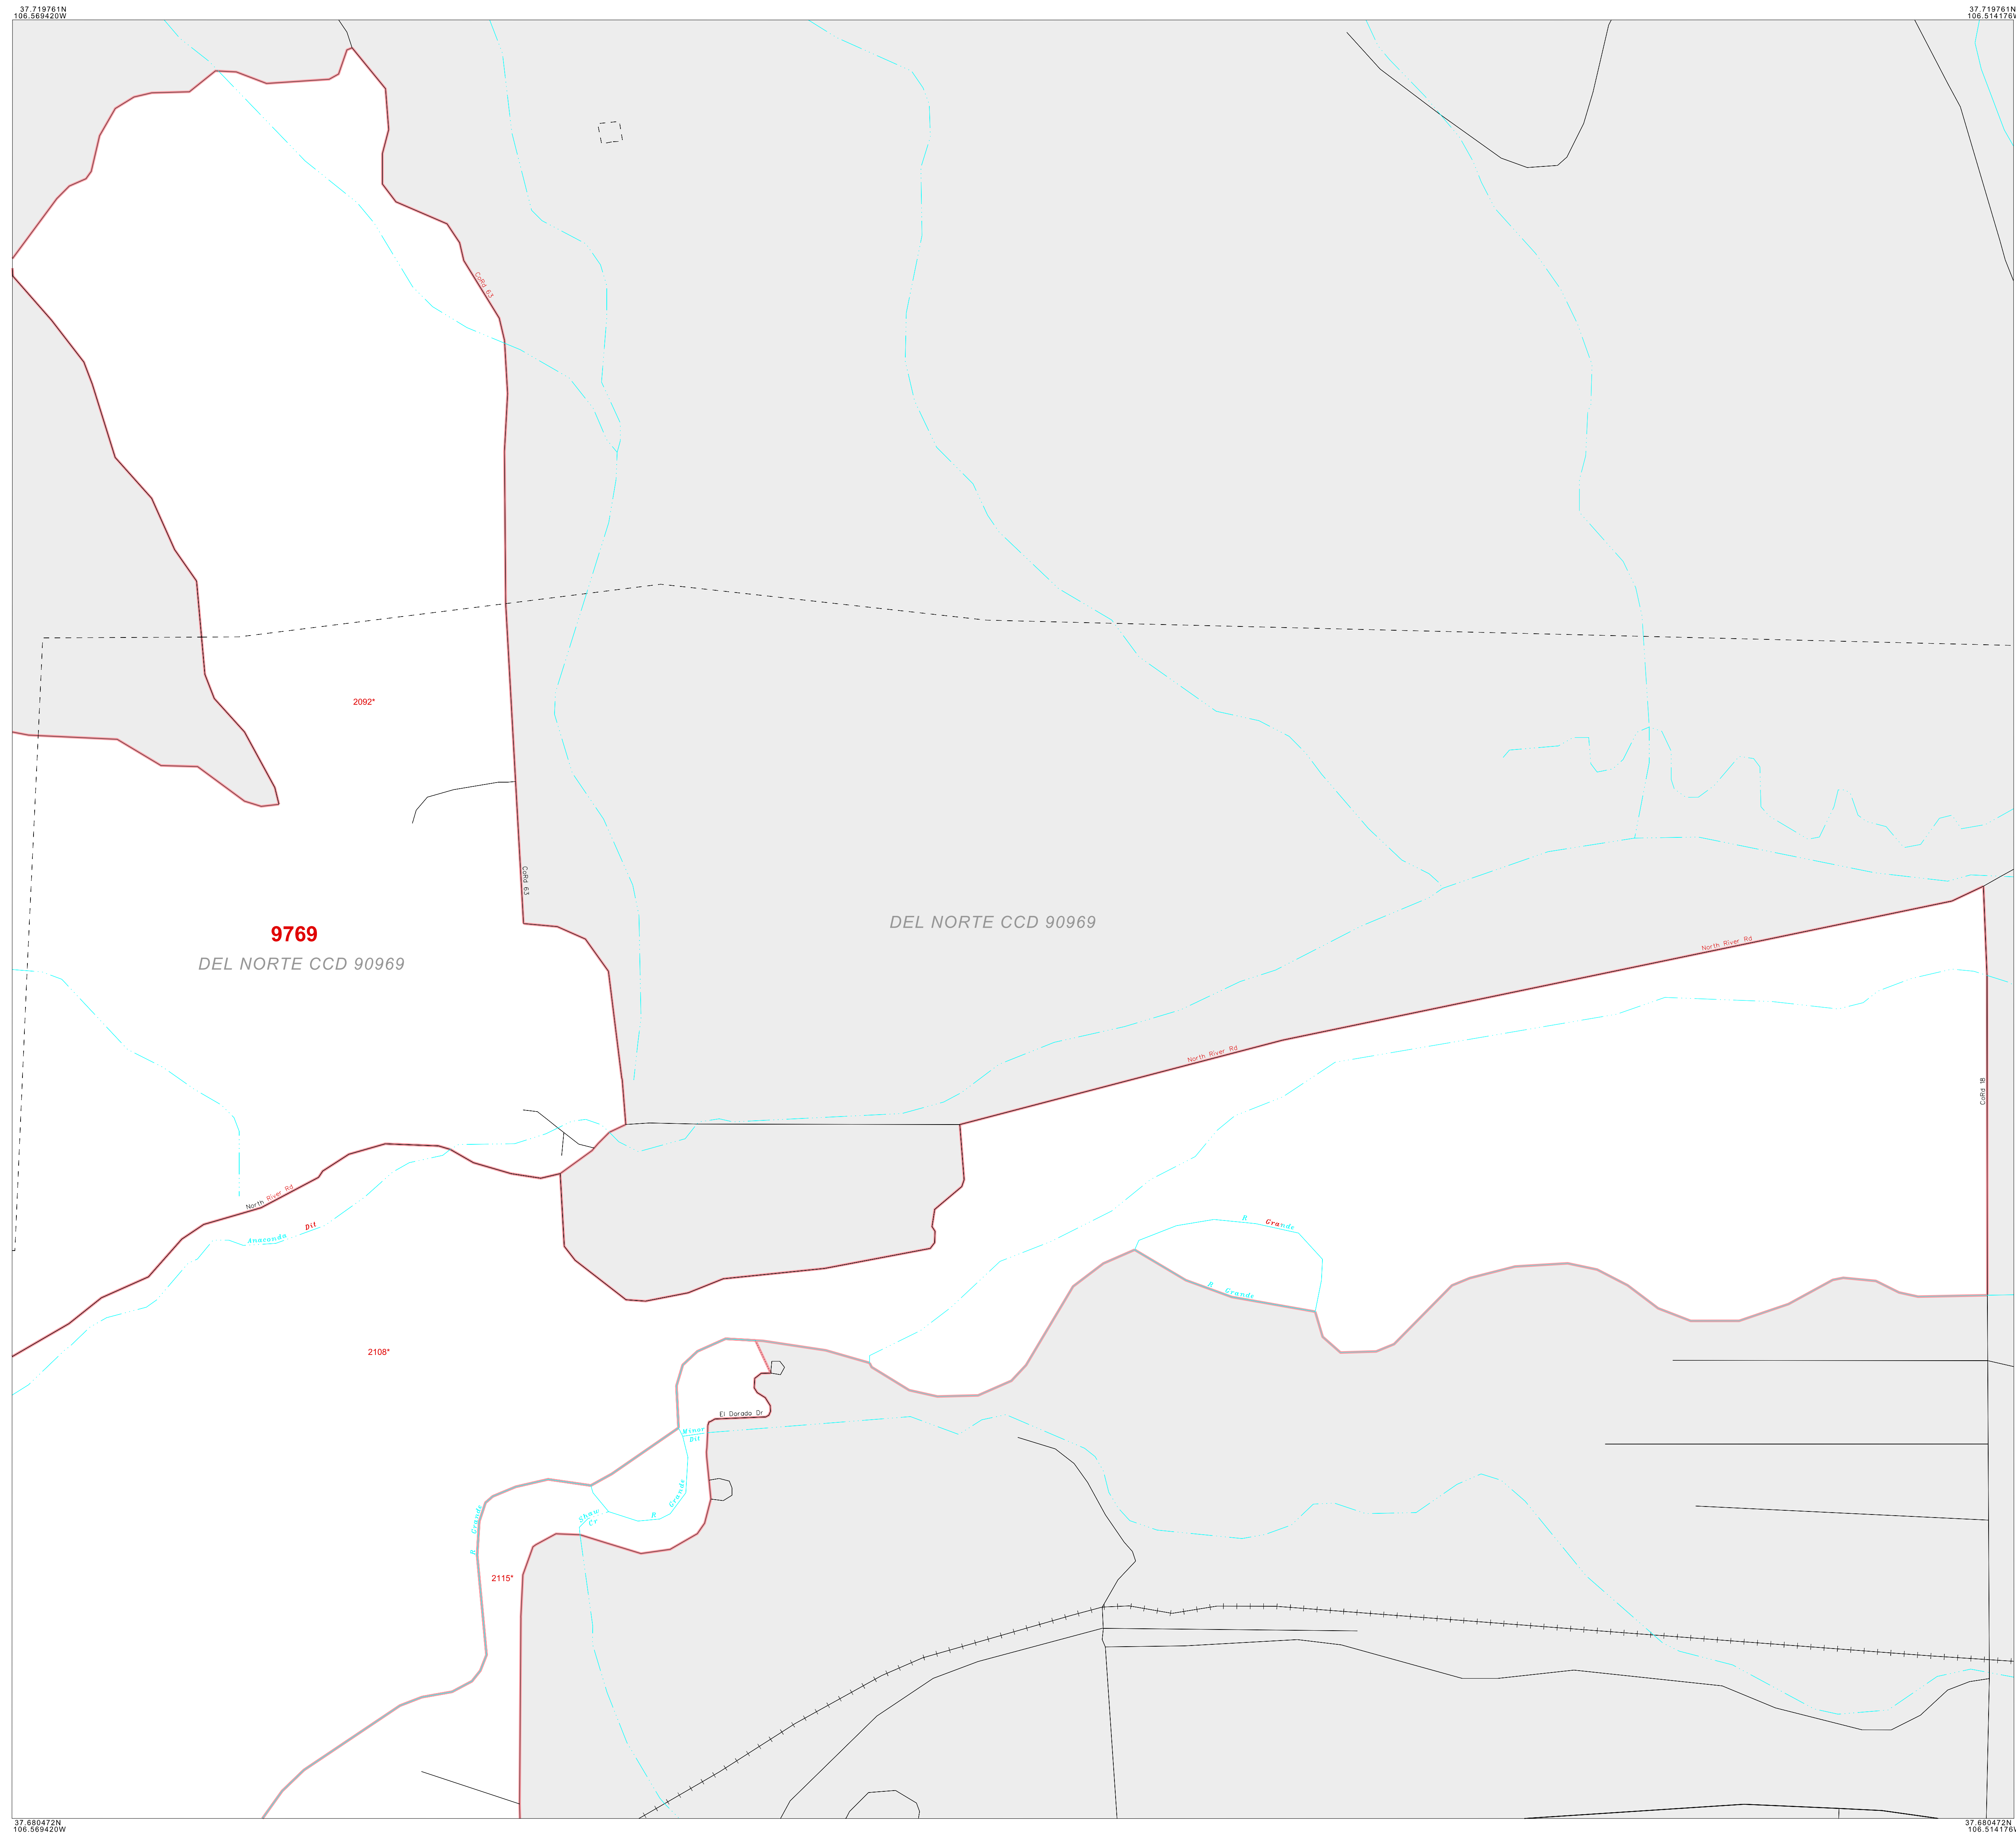 37.719761N
106.569420W
37.719761N
106.514176W
CoRd 63
2092*
CoRd 63
DEL NORTE CCD 90969
9769
DEL NORTE CCD 90969
North River Rd
North River Rd
CoRd 18
North River Rd
Anaconda Dit
R Grande
R Grande
2108*
El Dorado Dr
Minor
Dit
R Grande
Shaw
Cr
R Grande
2115*
37.680472N
106.569420W
37.680472N
106.514176W